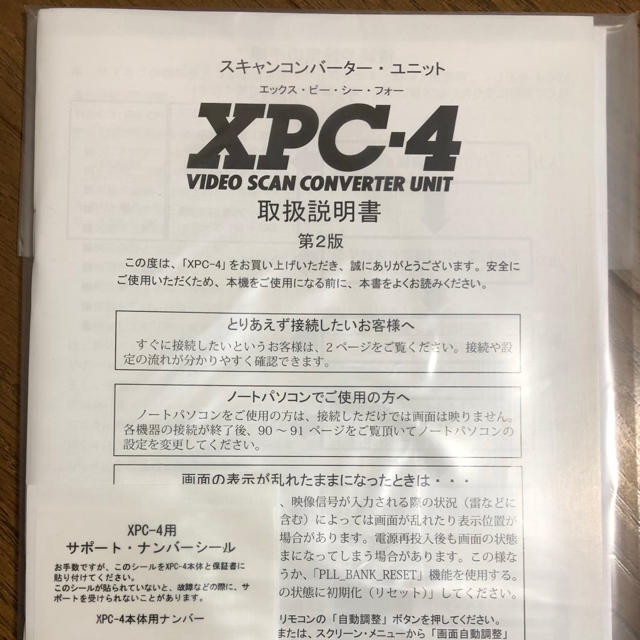 スキャンコンバーター・ユニット
エックス・ピー・シー・フォー
XPC-4
VIDEO SCAN CONVERTER UNIT
取扱説明書
第2版
この度は、「XPC-4」をお買い上げいただき、誠にありがとうございます。安全に
ご使用いただくため、本機をご使用になる前に、本書をよくお読みください。
とりあえず接続したいお客様へ
すぐに接続したいというお客様は、2ページをご覧ください。接続や設
定の流れが分かりやすく確認できます。
ノートパソコンでご使用の方へ
ノートパソコンをご使用の方は、接続しただけでは画面は映りません。
各機器の接続が終了後、90～91ページをご覧頂いてノートパソコンの
設定を変更してください。
画面の表示が乱れたままになったときは・・・
、映像信号が入力される際の状況（雷などに
含む）によっては画面が乱れたり表示位置が
場合があります。電源再投入後も画面の状態
まになってしまう場合があります。この様な
うか、「PLL_BANK_RESET」機能を使用する。
の状態に初期化（リセット）してください。
リモコンの「自動調整」ボタンを押してください。
または、スクリーン・メニューから「画面自動調整」
XPC-4用
サポート・ナンバーシール
お手数ですが、このシールをXPC-4本体と保証書に
貼り付けてください。
このシールが貼られていないと、故障などの際に、サ
ポートを受けられないことがあります。
XPC-4本体用ナンバー